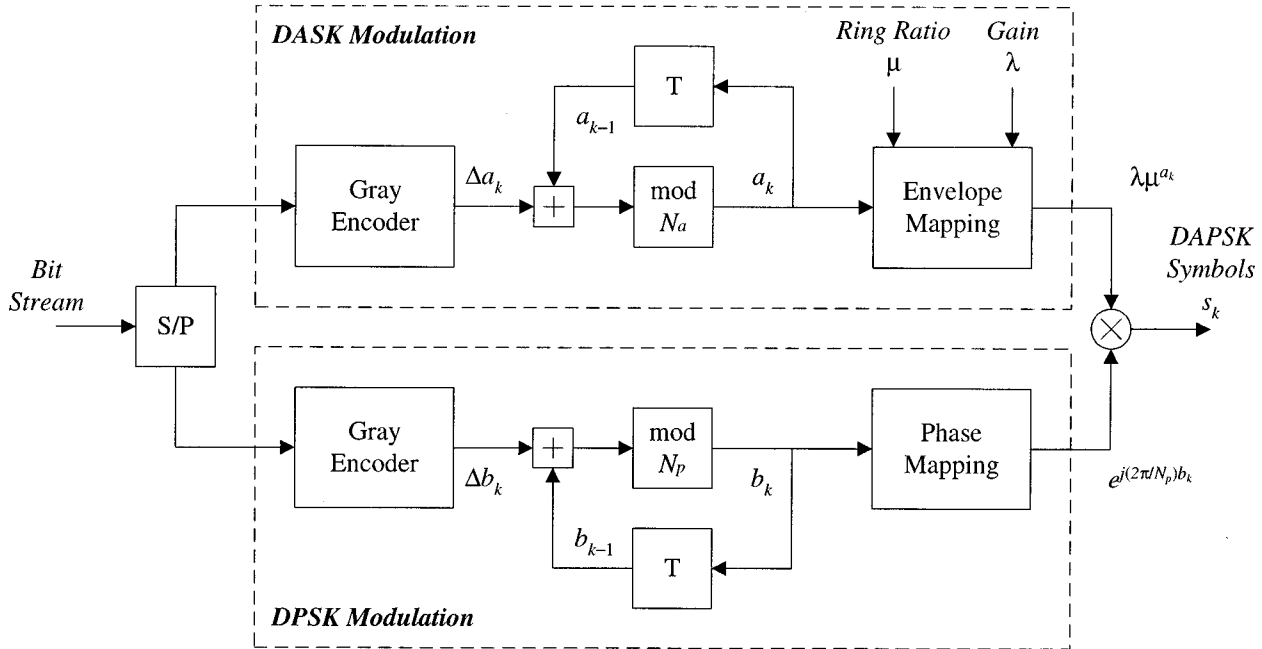 DASK Modulation
Ring Ratio
μ
Gain
λ
T
a_{k–1}
Gray
Encoder
Δa_k
+
mod
N_a
a_k
Envelope
Mapping
λμ^{a_k}
DAPSK
Symbols
s_k
Bit
Stream
S/P
×
Gray
Encoder
Δb_k
+
mod
N_p
b_k
Phase
Mapping
e^{j(2π/N_p)b_k}
b_{k–1}
T
DPSK Modulation